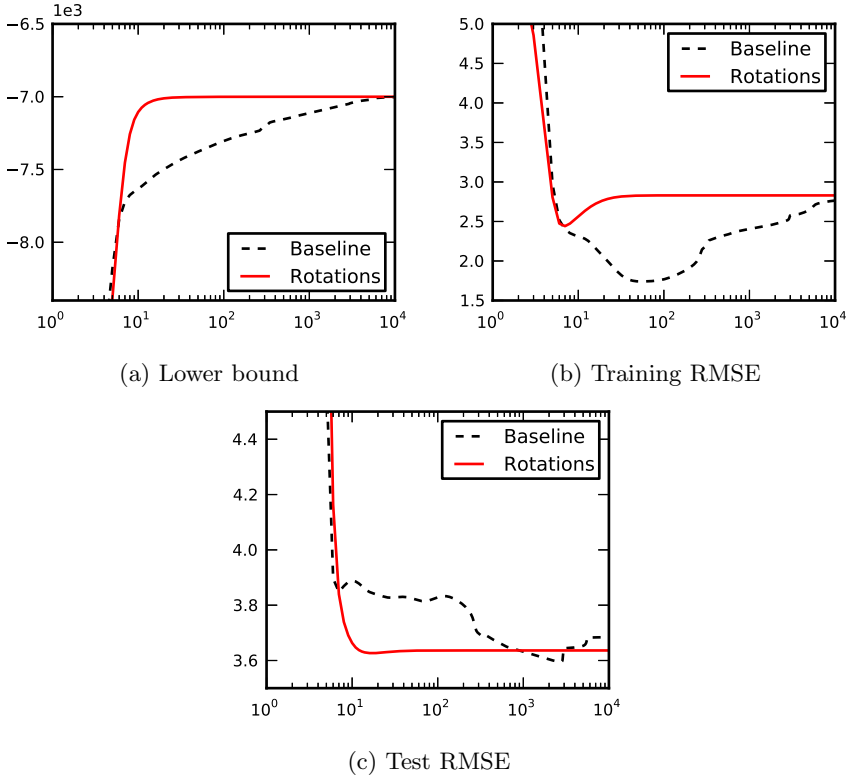 1e3
−6.5
−7.0
−7.5
−8.0
Baseline
Rotations
10^0 10^1 10^2 10^3 10^4
(a) Lower bound
5.0
4.5
4.0
3.5
3.0
2.5
2.0
1.5
Baseline
Rotations
10^0 10^1 10^2 10^3 10^4
(b) Training RMSE
4.4
4.2
4.0
3.8
3.6
Baseline
Rotations
10^0 10^1 10^2 10^3 10^4
(c) Test RMSE